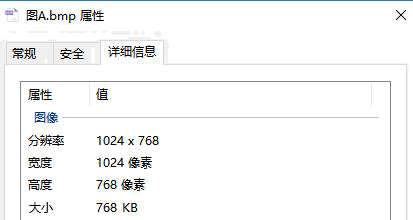 图A.bmp 属性
常规 安全 详细信息
属性 值
图像
分辨率 1024 x 768
宽度 1024 像素
高度 768 像素
大小 768 KB